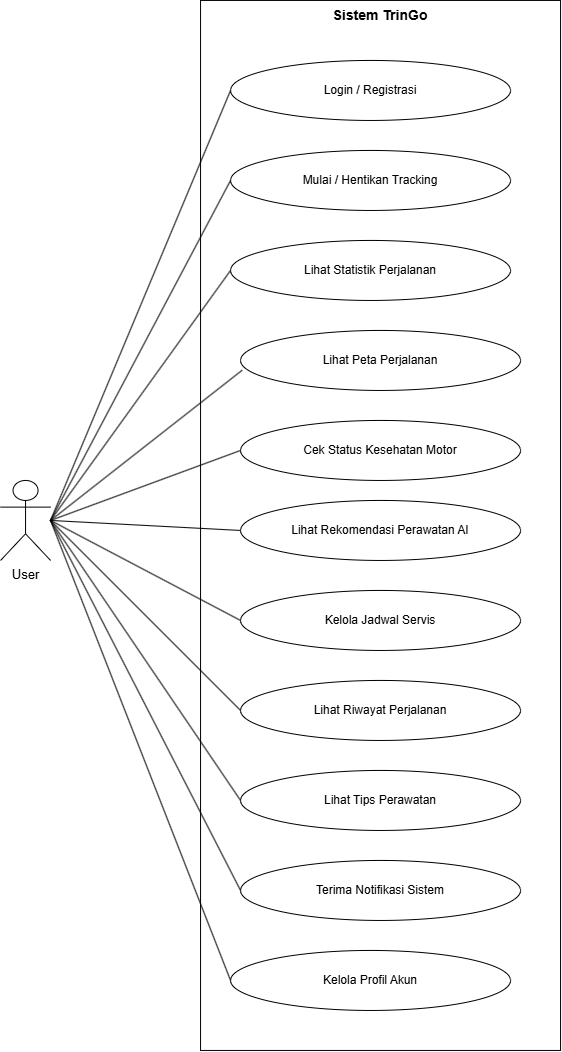 Sistem TrinGo
Login / Registrasi
Mulai / Hentikan Tracking
Lihat Statistik Perjalanan
Lihat Peta Perjalanan
Cek Status Kesehatan Motor
Lihat Rekomendasi Perawatan AI
User
Kelola Jadwal Servis
Lihat Riwayat Perjalanan
Lihat Tips Perawatan
Terima Notifikasi Sistem
Kelola Profil Akun